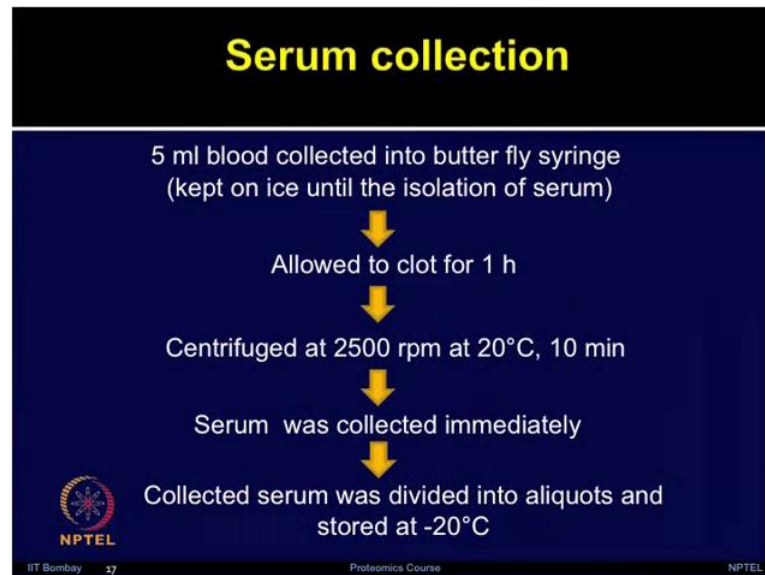 Serum collection
5 ml blood collected into butter fly syringe
(kept on ice until the isolation of serum)
Allowed to clot for 1 h
Centrifuged at 2500 rpm at 20°C, 10 min
Serum was collected immediately
Collected serum was divided into aliquots and
stored at -20°C
NPTEL
IIT Bombay 17 Proteomics Course NPTEL